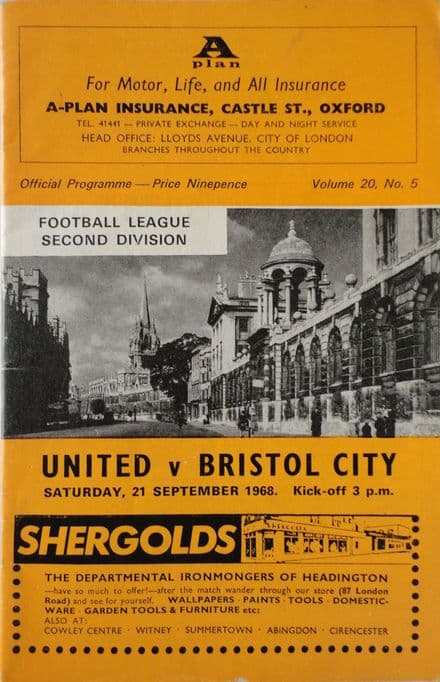 A
plan
For Motor, Life, and All Insurance
A-PLAN INSURANCE, CASTLE ST., OXFORD
TEL. 41441 — PRIVATE EXCHANGE — DAY AND NIGHT SERVICE
HEAD OFFICE: LLOYDS AVENUE, CITY OF LONDON
BRANCHES THROUGHOUT THE COUNTRY
Official Programme — Price Ninepence Volume 20, No. 5
FOOTBALL LEAGUE
SECOND DIVISION
UNITED v BRISTOL CITY
SATURDAY, 21 SEPTEMBER 1968. Kick-off 3 p.m.
SHERGOLDS
SHERGOLDS
THE DEPARTMENTAL IRONMONGERS OF HEADINGTON
—have so much to offer!—after the match wander through our store (87 London
Road) and see for yourself. WALLPAPERS · PAINTS · TOOLS · DOMESTIC-
WARE · GARDEN TOOLS & FURNITURE etc:
ALSO AT:
COWLEY CENTRE · WITNEY · SUMMERTOWN · ABINGDON · CIRENCESTER